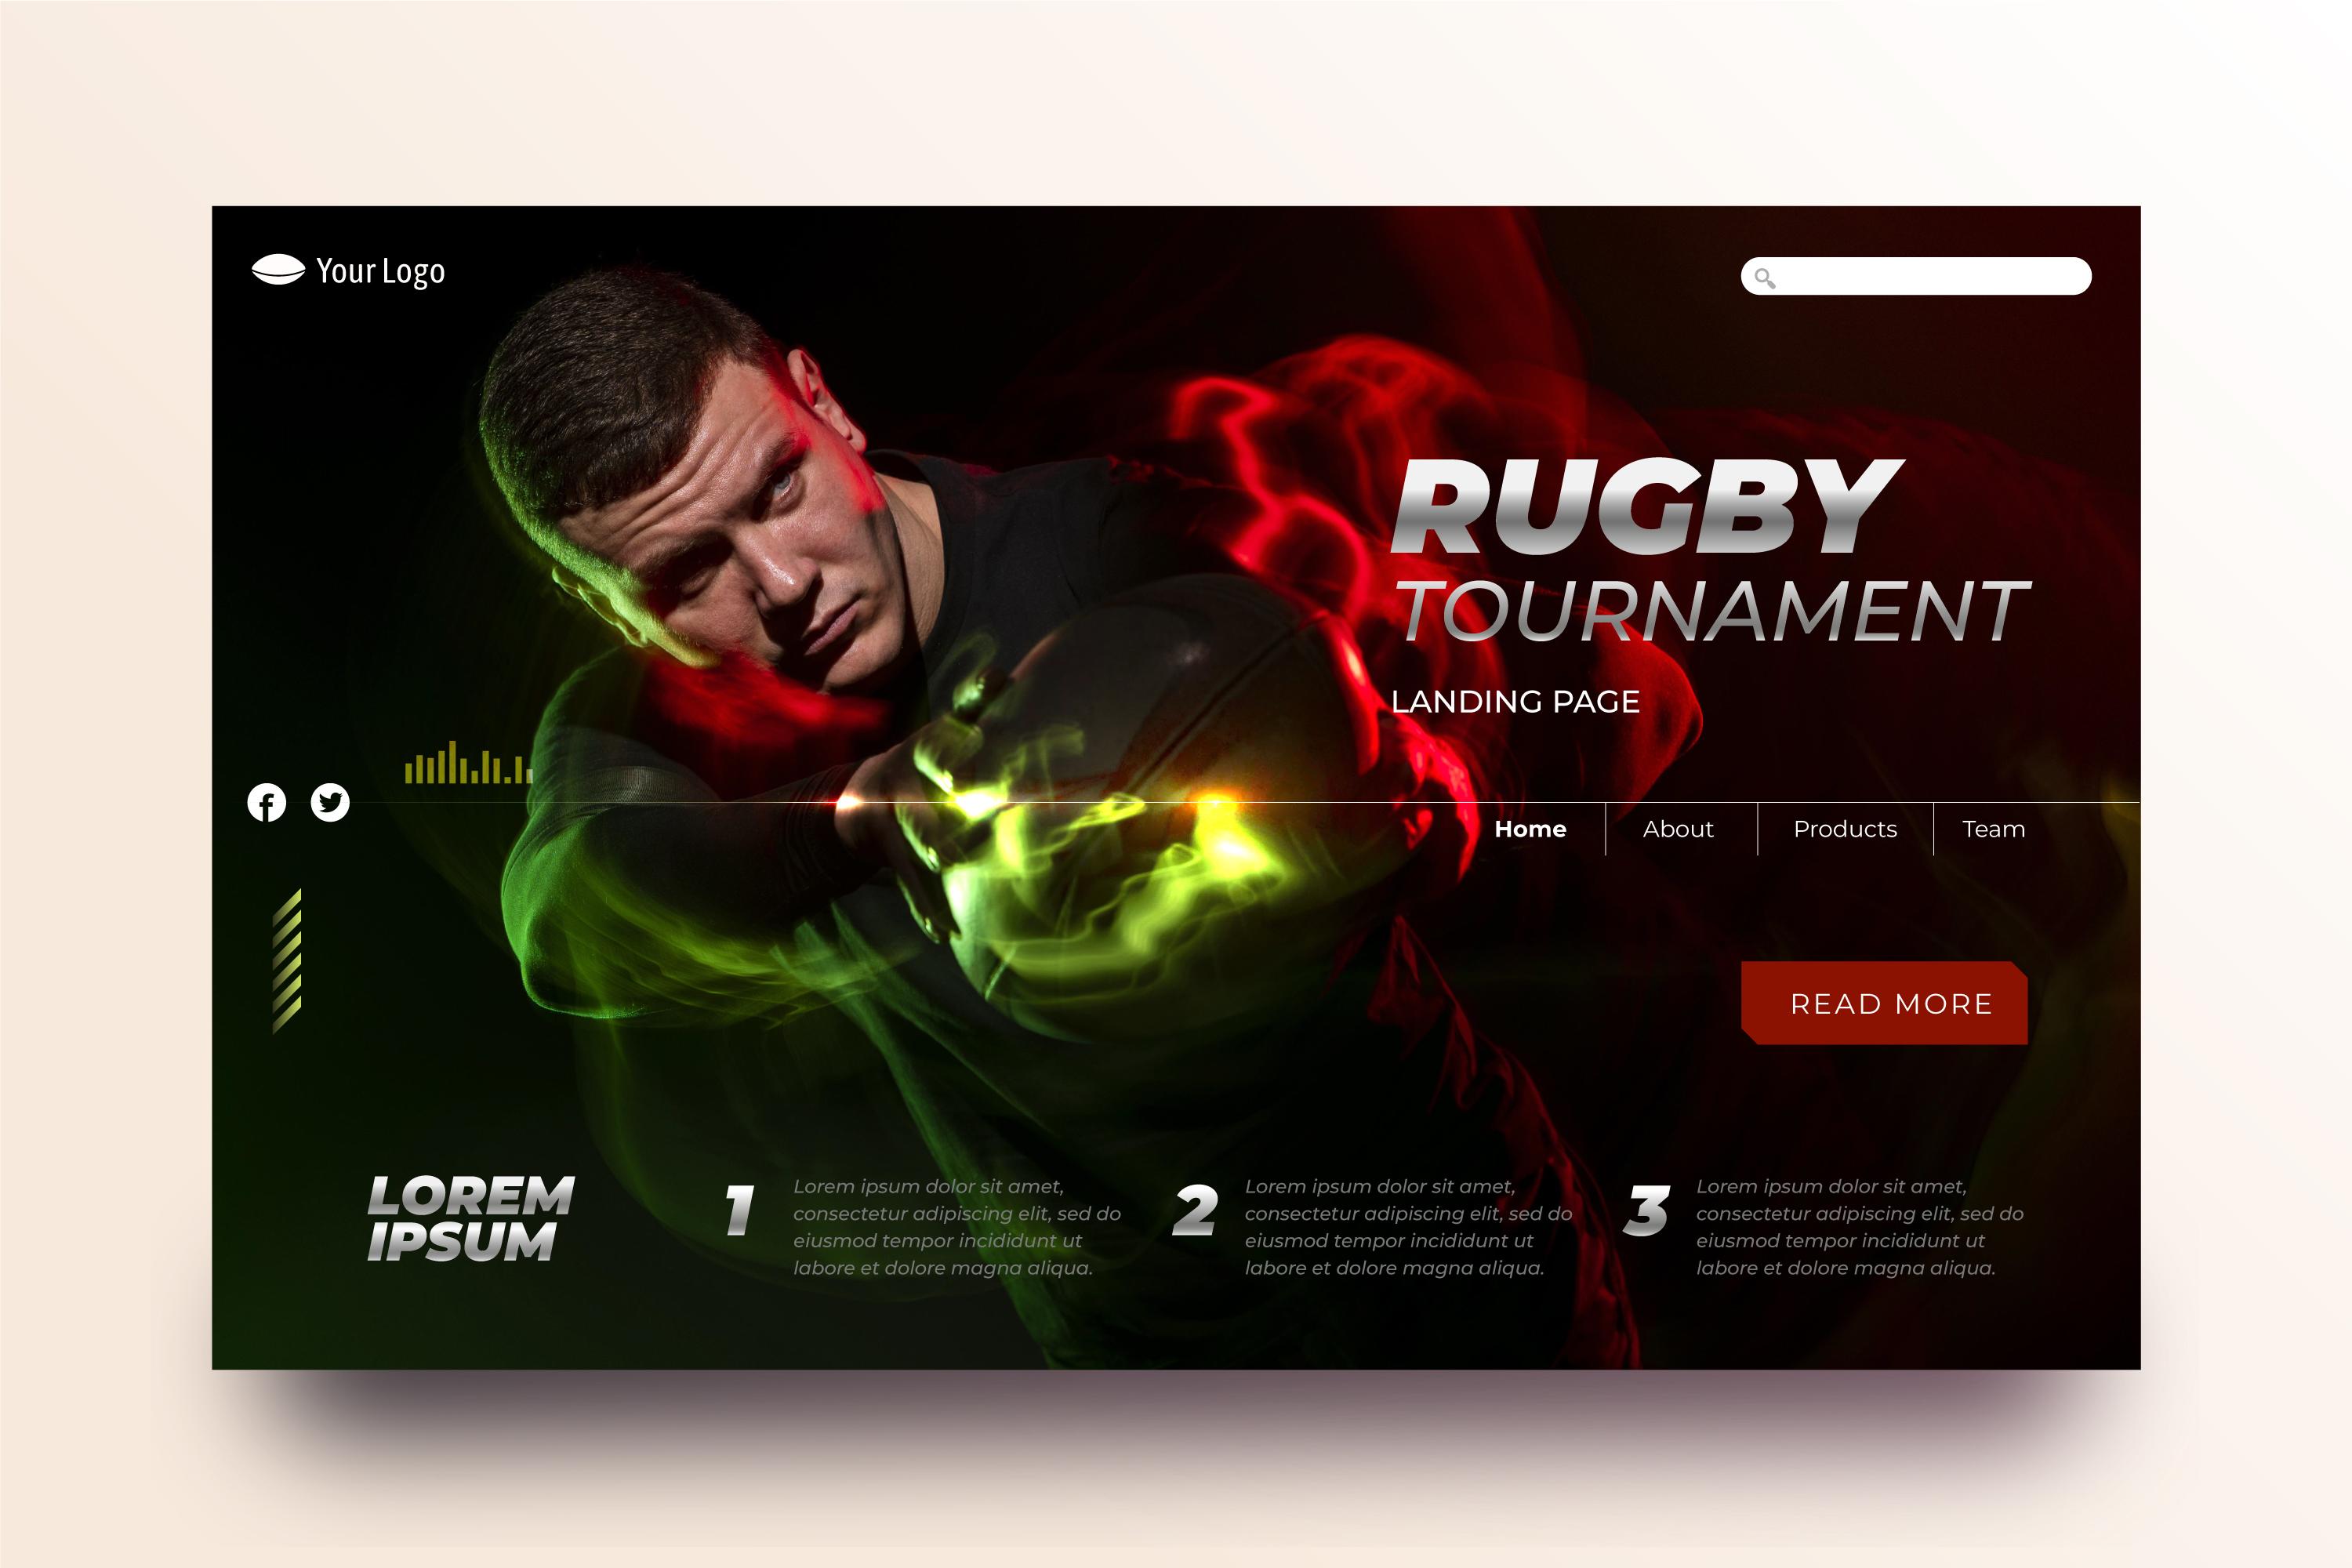 Your Logo
RUGBY
TOURNAMENT
LANDING PAGE
Home
About
Products
Team
READ MORE
LOREM
IPSUM
1
Lorem ipsum dolor sit amet,
consectetur adipiscing elit, sed do
eiusmod tempor incididunt ut
labore et dolore magna aliqua.
2
Lorem ipsum dolor sit amet,
consectetur adipiscing elit, sed do
eiusmod tempor incididunt ut
labore et dolore magna aliqua.
3
Lorem ipsum dolor sit amet,
consectetur adipiscing elit, sed do
eiusmod tempor incididunt ut
labore et dolore magna aliqua.